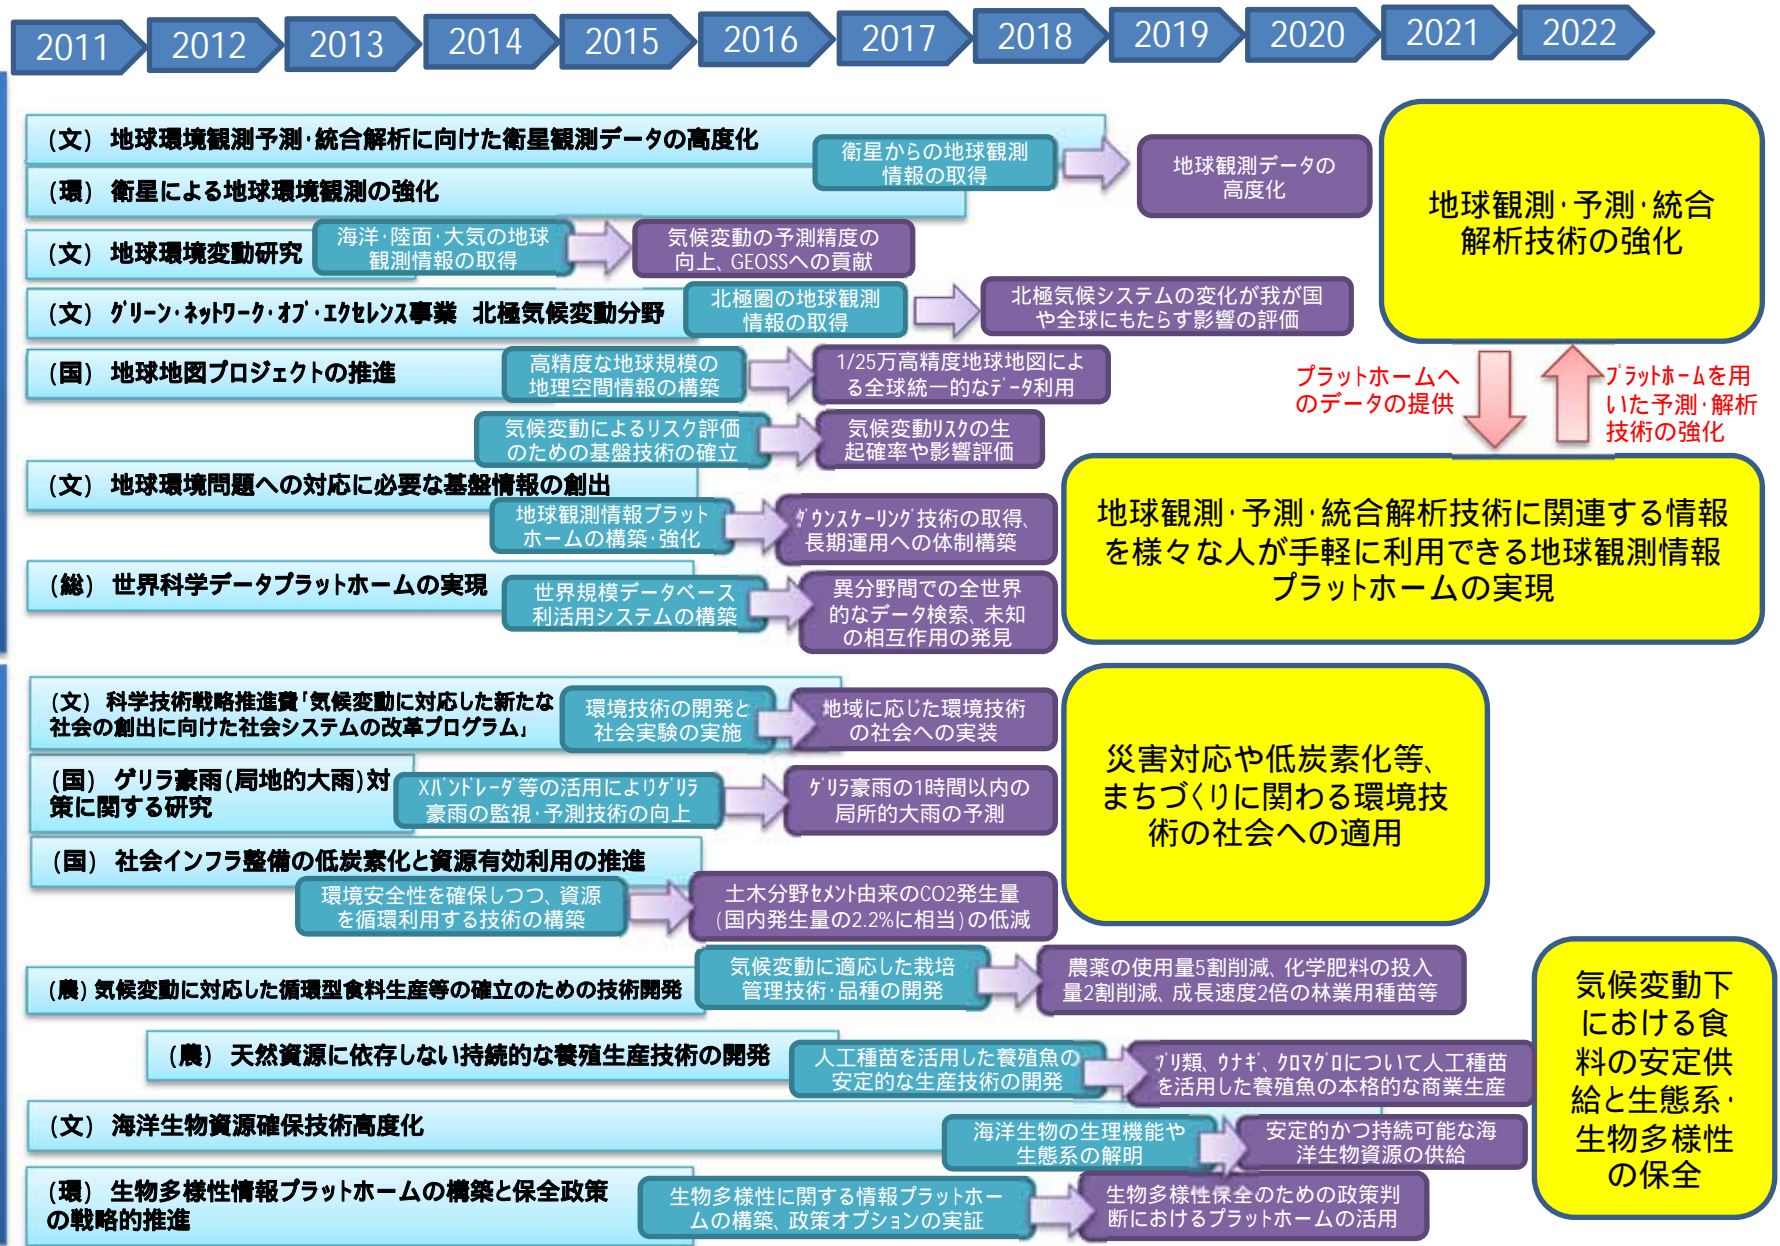 2011
2012
2013
2014
2015
2016
2017
2018
2019
2020
2021
2022
(文) 地球環境観測予測･統合解析に向けた衛星観測データの高度化
衛星からの地球観測
情報の取得
地球観測データの
高度化
(環) 衛星による地球環境観測の強化
(文) 地球環境変動研究
海洋･陸面･大気の地球
観測情報の取得
気候変動の予測精度の
向上、GEOSSへの貢献
(文) ｸﾞﾘｰﾝ･ﾈｯﾄﾜｰｸ･ｵﾌﾞ･ｴｸｾﾚﾝｽ事業 北極気候変動分野
北極圏の地球観測
情報の取得
北極気候システムの変化が我が国
や全球にもたらす影響の評価
(国) 地球地図プロジェクトの推進
高精度な地球規模の
地理空間情報の構築
1/25万高精度地球地図によ
る全球統一的なﾃﾞｰﾀ利用
気候変動によるリスク評価
のための基盤技術の確立
気候変動ﾘｽｸの生
起確率や影響評価
(文) 地球環境問題への対応に必要な基盤情報の創出
地球観測情報プラット
ホームの構築･強化
ﾀﾞｳﾝｽｹｰﾘﾝｸﾞ技術の取得、
長期運用への体制構築
(総) 世界科学データプラットホームの実現
世界規模データベース
利活用システムの構築
異分野間での全世界
的なデータ検索、未知
の相互作用の発見
地球観測･予測･統合
解析技術の強化
プラットホームへ
のデータの提供
ﾌﾟﾗｯﾄﾎｰﾑを用
いた予測･解析
技術の強化
地球観測･予測･統合解析技術に関連する情報
を様々な人が手軽に利用できる地球観測情報
プラットホームの実現
(文) 科学技術戦略推進費｢気候変動に対応した新たな
社会の創出に向けた社会システムの改革プログラム｣
環境技術の開発と
社会実験の実施
地域に応じた環境技術
の社会への実装
(国) ゲリラ豪雨(局地的大雨)対
策に関する研究
Xﾊﾞﾝﾄﾞﾚｰﾀﾞ等の活用によりｹﾞﾘﾗ
豪雨の監視･予測技術の向上
ｹﾞﾘﾗ豪雨の1時間以内の
局所的大雨の予測
(国) 社会インフラ整備の低炭素化と資源有効利用の推進
環境安全性を確保しつつ、資源
を循環利用する技術の構築
土木分野ｾﾒﾝﾄ由来のCO2発生量
(国内発生量の2.2%に相当)の低減
災害対応や低炭素化等、
まちづくりに関わる環境技
術の社会への適用
(農) 気候変動に対応した循環型食料生産等の確立のための技術開発
気候変動に適応した栽培
管理技術･品種の開発
農薬の使用量5割削減、化学肥料の投入
量2割削減、成長速度2倍の林業用種苗等
(農) 天然資源に依存しない持続的な養殖生産技術の開発
人工種苗を活用した養殖魚の
安定的な生産技術の開発
ﾌﾞﾘ類、ｳﾅｷﾞ、ｸﾛﾏｸﾞﾛについて人工種苗
を活用した養殖魚の本格的な商業生産
(文) 海洋生物資源確保技術高度化
海洋生物の生理機能や
生態系の解明
安定的かつ持続可能な海
洋生物資源の供給
(環) 生物多様性情報プラットホームの構築と保全政策
の戦略的推進
生物多様性に関する情報プラットホー
ムの構築、政策オプションの実証
生物多様性保全のための政策判
断におけるプラットホームの活用
気候変動下
における食
料の安定供
給と生態系･
生物多様性
の保全